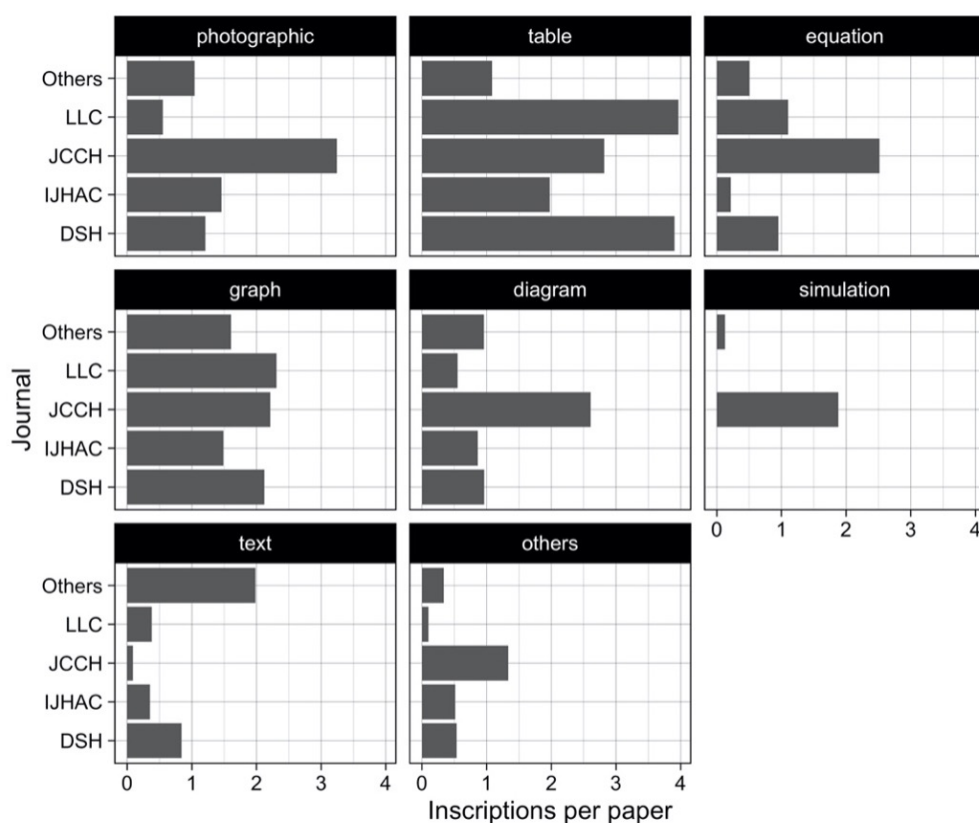 photographic table equation
Others
LLC
JCCH
IJHAC
DSH
graph diagram simulation
Others
LLC
JCCH
IJHAC
DSH
Journal
0 1 2 3 4
text others
Others
LLC
JCCH
IJHAC
DSH
0 1 2 3 4 0 1 2 3 4
Inscriptions per paper